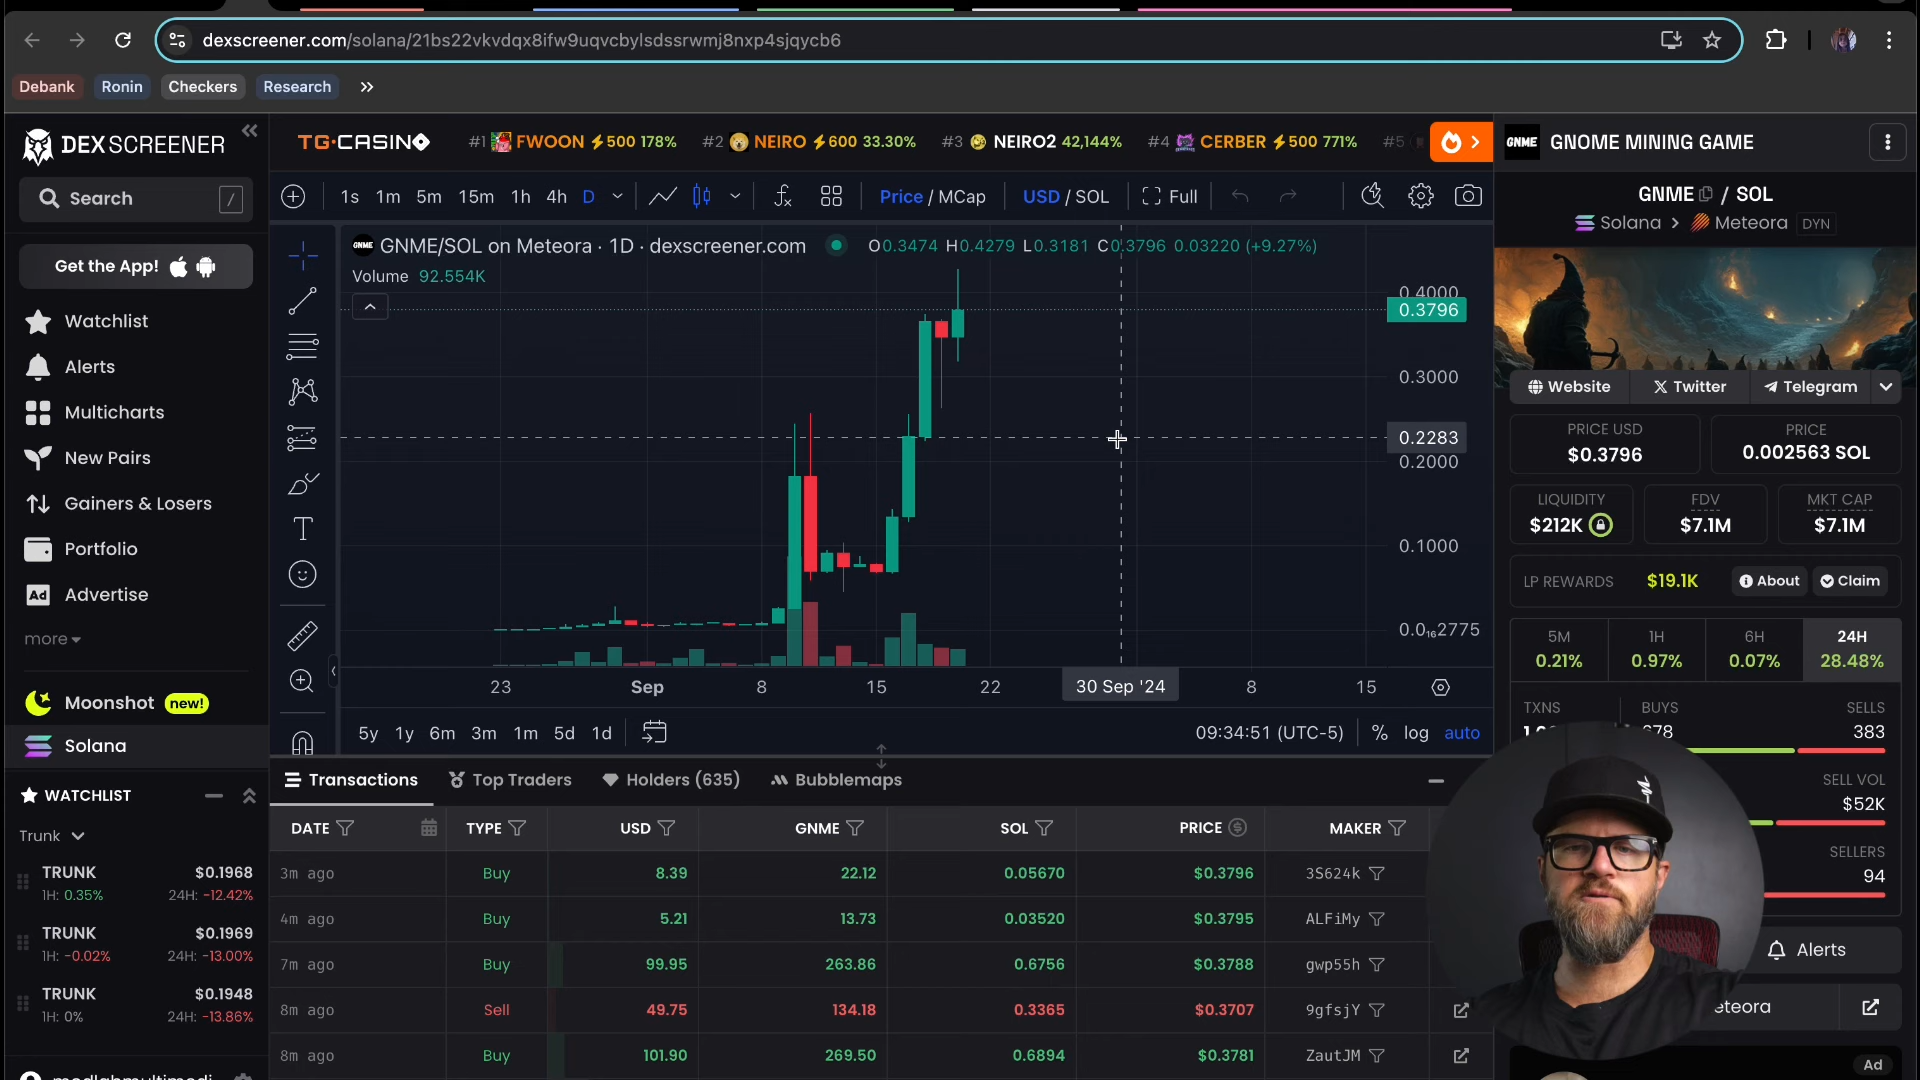 dexscreener.com/solana/21bs22vkvdqx8ifw9uqvcbylsdssrwmj8nxp4sjqycb6
Debank Ronin Checkers Research »
DEX SCREENER
TG.CASINO #1 FWOON 500 178% #2 NEIRO 600 33.30% #3 NEIRO2 42,144% #4 CERBER 500 771% #5
GNME GNOME MINING GAME
Search /
1s 1m 5m 15m 1h 4h D Price / MCap USD / SOL Full
GNME / SOL
Solana > Meteora DYN
Get the App!
GNME GNME/SOL on Meteora · 1D · dexscreener.com O0.3474 H0.4279 L0.3181 C0.3796 0.03220 (+9.27%)
Volume 92.554K
Watchlist
Alerts
Multicharts
New Pairs
Gainers & Losers
Portfolio
Ad Advertise
more
Moonshot new!
Solana
0.4000
0.3796
0.3000
0.2283
0.2000
0.1000
0.0₁₆2775
23 Sep 8 15 22 30 Sep '24 8 15
5y 1y 6m 3m 1m 5d 1d 09:34:51 (UTC-5) % log auto
Website Twitter Telegram
PRICE USD
$0.3796
PRICE
0.002563 SOL
LIQUIDITY
$212K
FDV
$7.1M
MKT CAP
$7.1M
LP REWARDS $19.1K About Claim
5M 1H 6H 24H
0.21% 0.97% 0.07% 28.48%
TXNS BUYS SELLS
383
SELL VOL
$52K
SELLERS
94
Alerts
Ad
WATCHLIST
Trunk
TRUNK $0.1968
1H: 0.35% 24H: -12.42%
TRUNK $0.1969
1H: -0.02% 24H: -13.00%
TRUNK $0.1948
1H: 0% 24H: -13.86%
Transactions Top Traders Holders (635) Bubblemaps
DATE TYPE USD GNME SOL PRICE MAKER
3m ago Buy 8.39 22.12 0.05670 $0.3796 3S624k
4m ago Buy 5.21 13.73 0.03520 $0.3795 ALFiMy
7m ago Buy 99.95 263.86 0.6756 $0.3788 gwp55h
8m ago Sell 49.75 134.18 0.3365 $0.3707 9gfsjY
8m ago Buy 101.90 269.50 0.6894 $0.3781 ZautJM